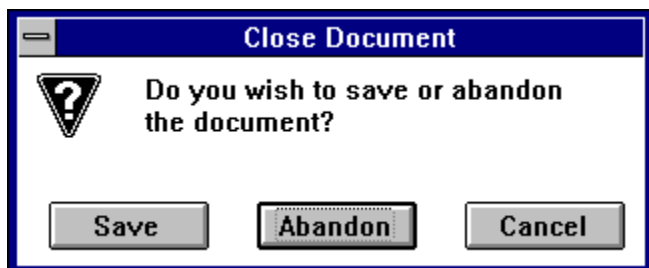 Close Document
?
Do you wish to save or abandon
the document?
Save Abandon Cancel